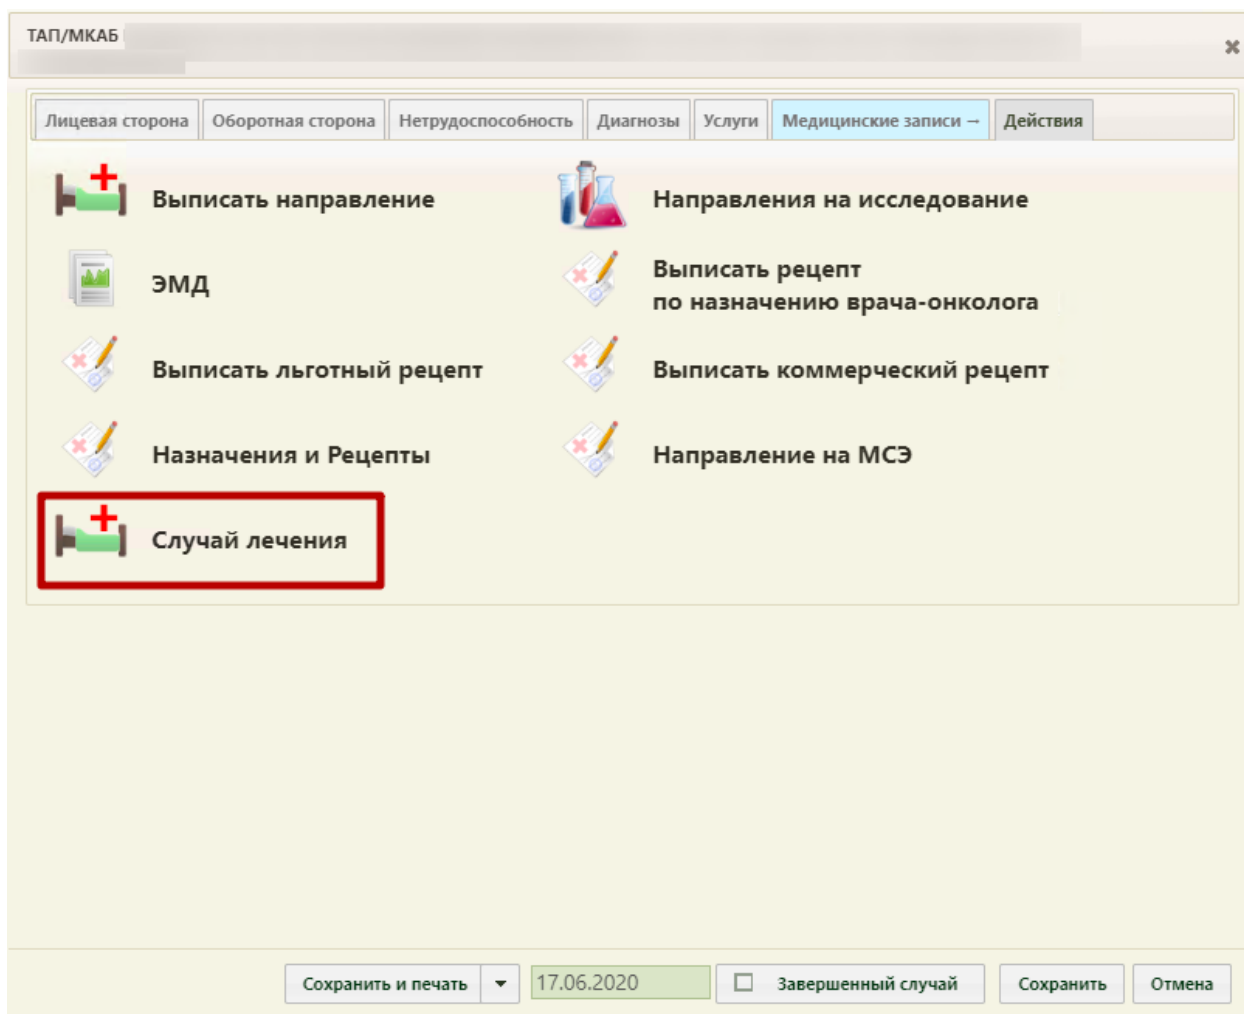 ТАП/МКАБ
Лицевая сторона Оборотная сторона Нетрудоспособность Диагнозы Услуги Медицинские записи → Действия
Выписать направление Направления на исследование
ЭМД Выписать рецепт
по назначению врача-онколога
Выписать льготный рецепт Выписать коммерческий рецепт
Назначения и Рецепты Направление на МСЭ
Случай лечения
Сохранить и печать 17.06.2020 Завершенный случай Сохранить Отмена